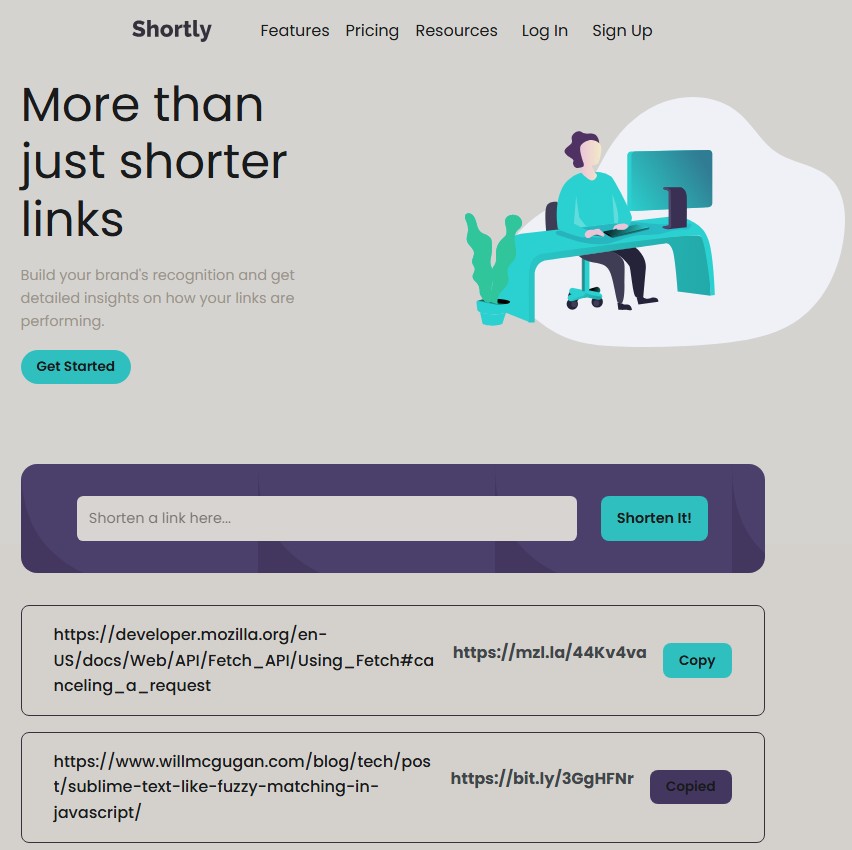 Shortly Features Pricing Resources Log In Sign Up
More than
just shorter
links
Build your brand's recognition and get
detailed insights on how your links are
performing.
Get Started
Shorten a link here...
Shorten It!
https://developer.mozilla.org/en-
US/docs/Web/API/Fetch_API/Using_Fetch#ca
nceling_a_request
https://mzl.la/44Kv4va
Copy
https://www.willmcgugan.com/blog/tech/pos
t/sublime-text-like-fuzzy-matching-in-
javascript/
https://bit.ly/3GgHFNr
Copied